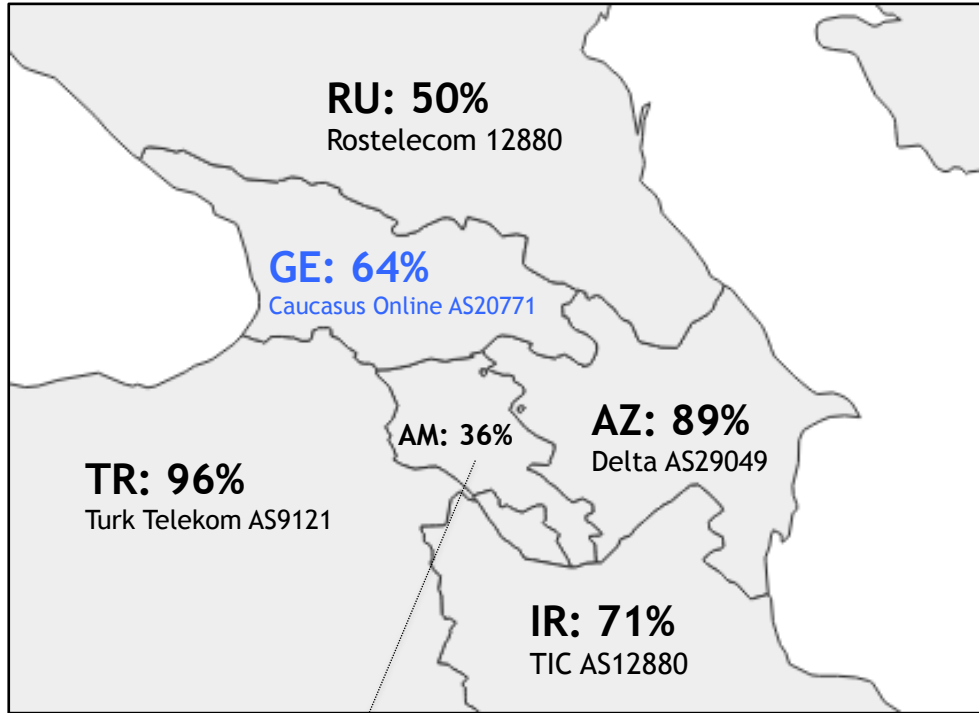 RU: 50%
Rostelecom 12880
GE: 64%
Caucasus Online AS20771
AM: 36%
AZ: 89%
Delta AS29049
TR: 96%
Turk Telekom AS9121
IR: 71%
TIC AS12880